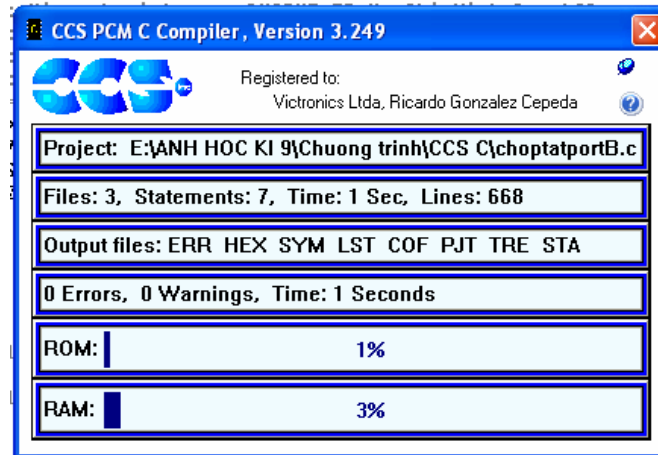 CCS PCM C Compiler, Version 3.249
CCS inc
Registered to:
Victronics Ltda, Ricardo Gonzalez Cepeda
Project: E:\ANH HOC KI 9\Chuong trinh\CCS C\choptatportB.c
Files: 3, Statements: 7, Time: 1 Sec, Lines: 668
Output files: ERR HEX SYM LST COF PJT TRE STA
0 Errors, 0 Warnings, Time: 1 Seconds
ROM: 1%
RAM: 3%